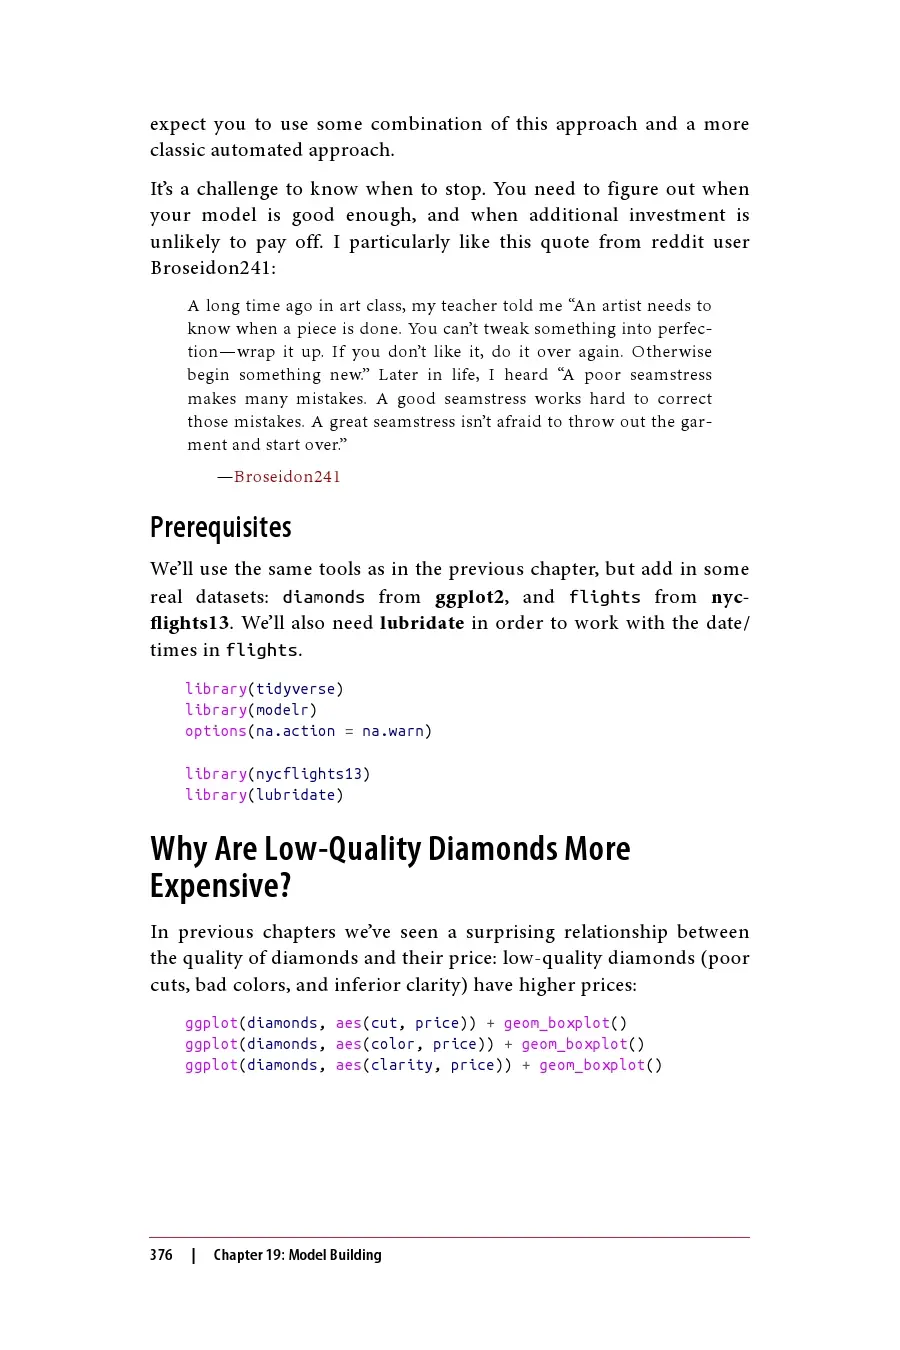 expect you to use some combination of this approach and a more
classic automated approach.
It’s a challenge to know when to stop. You need to figure out when
your model is good enough, and when additional investment is
unlikely to pay off. I particularly like this quote from reddit user
Broseidon241:
A long time ago in art class, my teacher told me “An artist needs to
know when a piece is done. You can’t tweak something into perfec-
tion—wrap it up. If you don’t like it, do it over again. Otherwise
begin something new.” Later in life, I heard “A poor seamstress
makes many mistakes. A good seamstress works hard to correct
those mistakes. A great seamstress isn’t afraid to throw out the gar-
ment and start over.”
—Broseidon241
Prerequisites
We’ll use the same tools as in the previous chapter, but add in some
real datasets: diamonds from ggplot2, and flights from nyc-
flights13. We’ll also need lubridate in order to work with the date/
times in flights.
library(tidyverse)
library(modelr)
options(na.action = na.warn)
library(nycflights13)
library(lubridate)
Why Are Low-Quality Diamonds More
Expensive?
In previous chapters we’ve seen a surprising relationship between
the quality of diamonds and their price: low-quality diamonds (poor
cuts, bad colors, and inferior clarity) have higher prices:
ggplot(diamonds, aes(cut, price)) + geom_boxplot()
ggplot(diamonds, aes(color, price)) + geom_boxplot()
ggplot(diamonds, aes(clarity, price)) + geom_boxplot()
376 | Chapter 19: Model Building